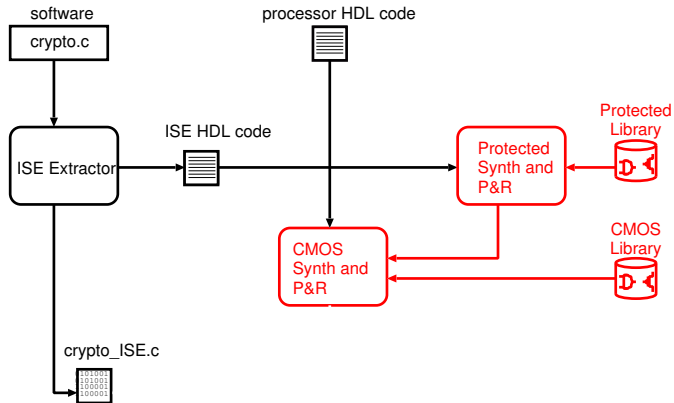 software
crypto.c
processor HDL code
ISE HDL code
ISE Extractor
Protected
Synth and
P&R
Protected
Library
CMOS
Synth and
P&R
CMOS
Library
crypto_ISE.c
101001
101001
100001
100001